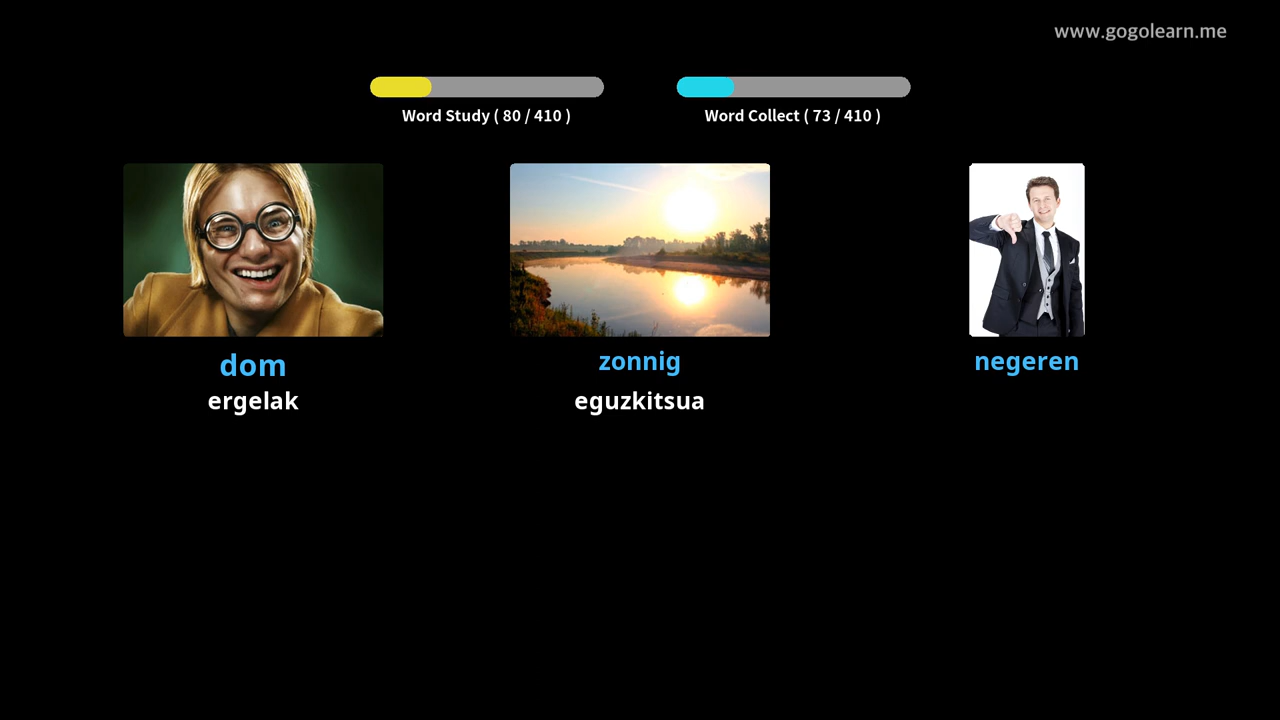 www.gogolearn.me
Word Study ( 80 / 410 )
Word Collect ( 73 / 410 )
dom
ergelak
zonnig
eguzkitsua
negeren